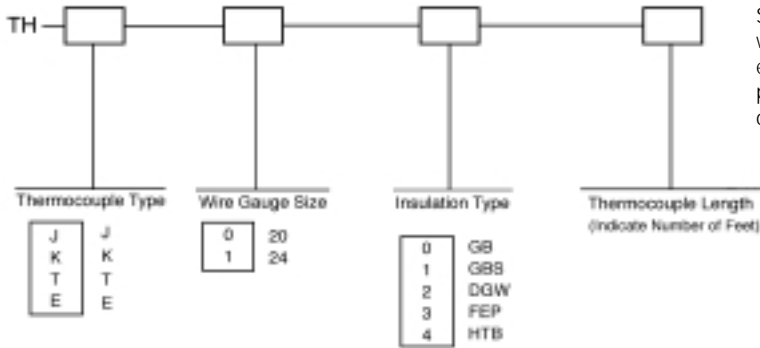 TH
Thermocouple Type
J J
K K
T T
E E
Wire Gauge Size
0 20
1 24
Insulation Type
0 GB
1 GBS
2 DGW
3 FEP
4 HTB
Thermocouple Length
(Indicate Number of Feet)